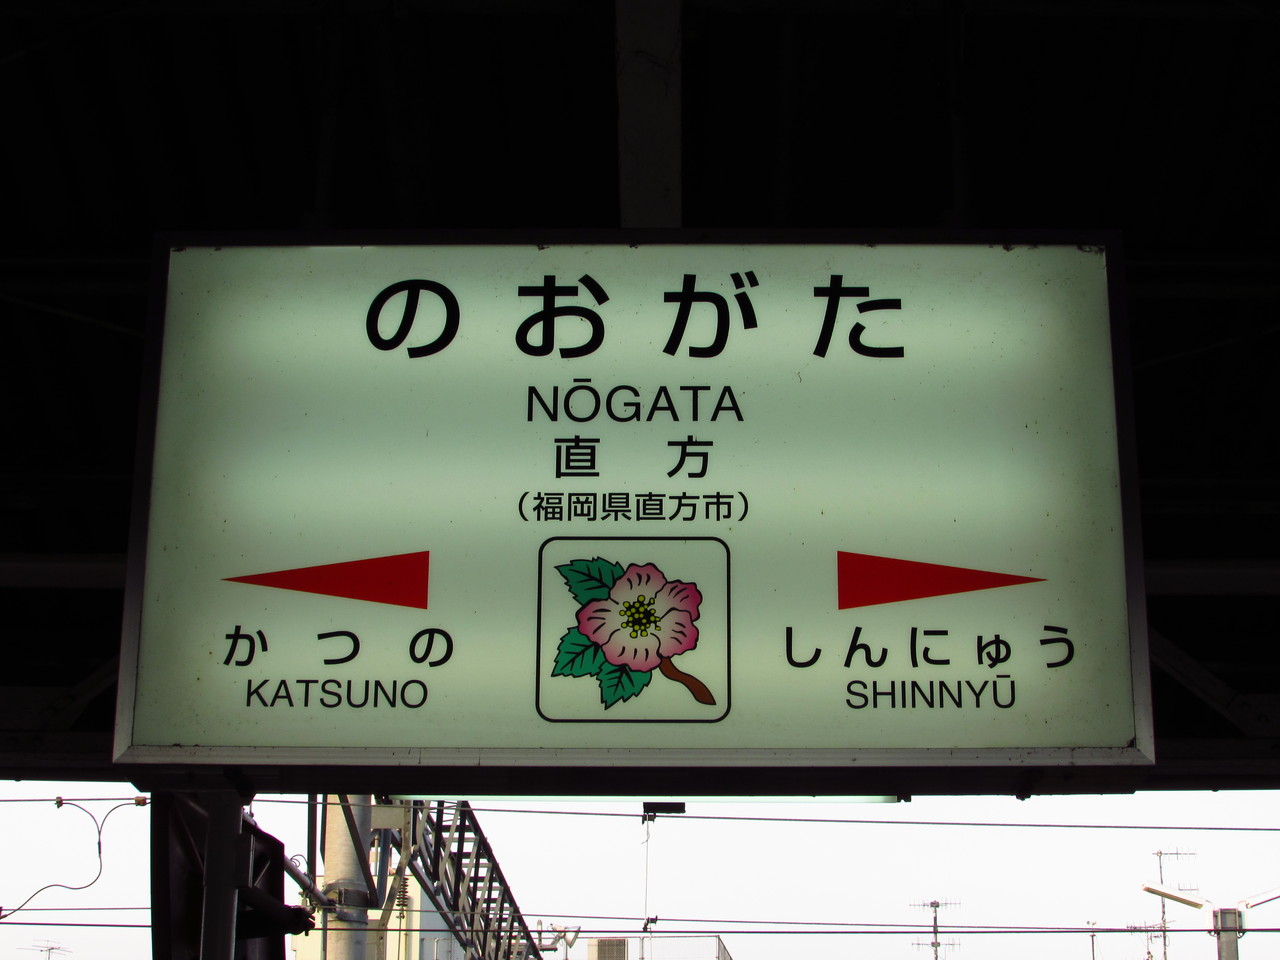 のおがた
NŌGATA
直方
(福岡県直方市)
かつの
KATSUNO
しんにゅう
SHINNYŪ